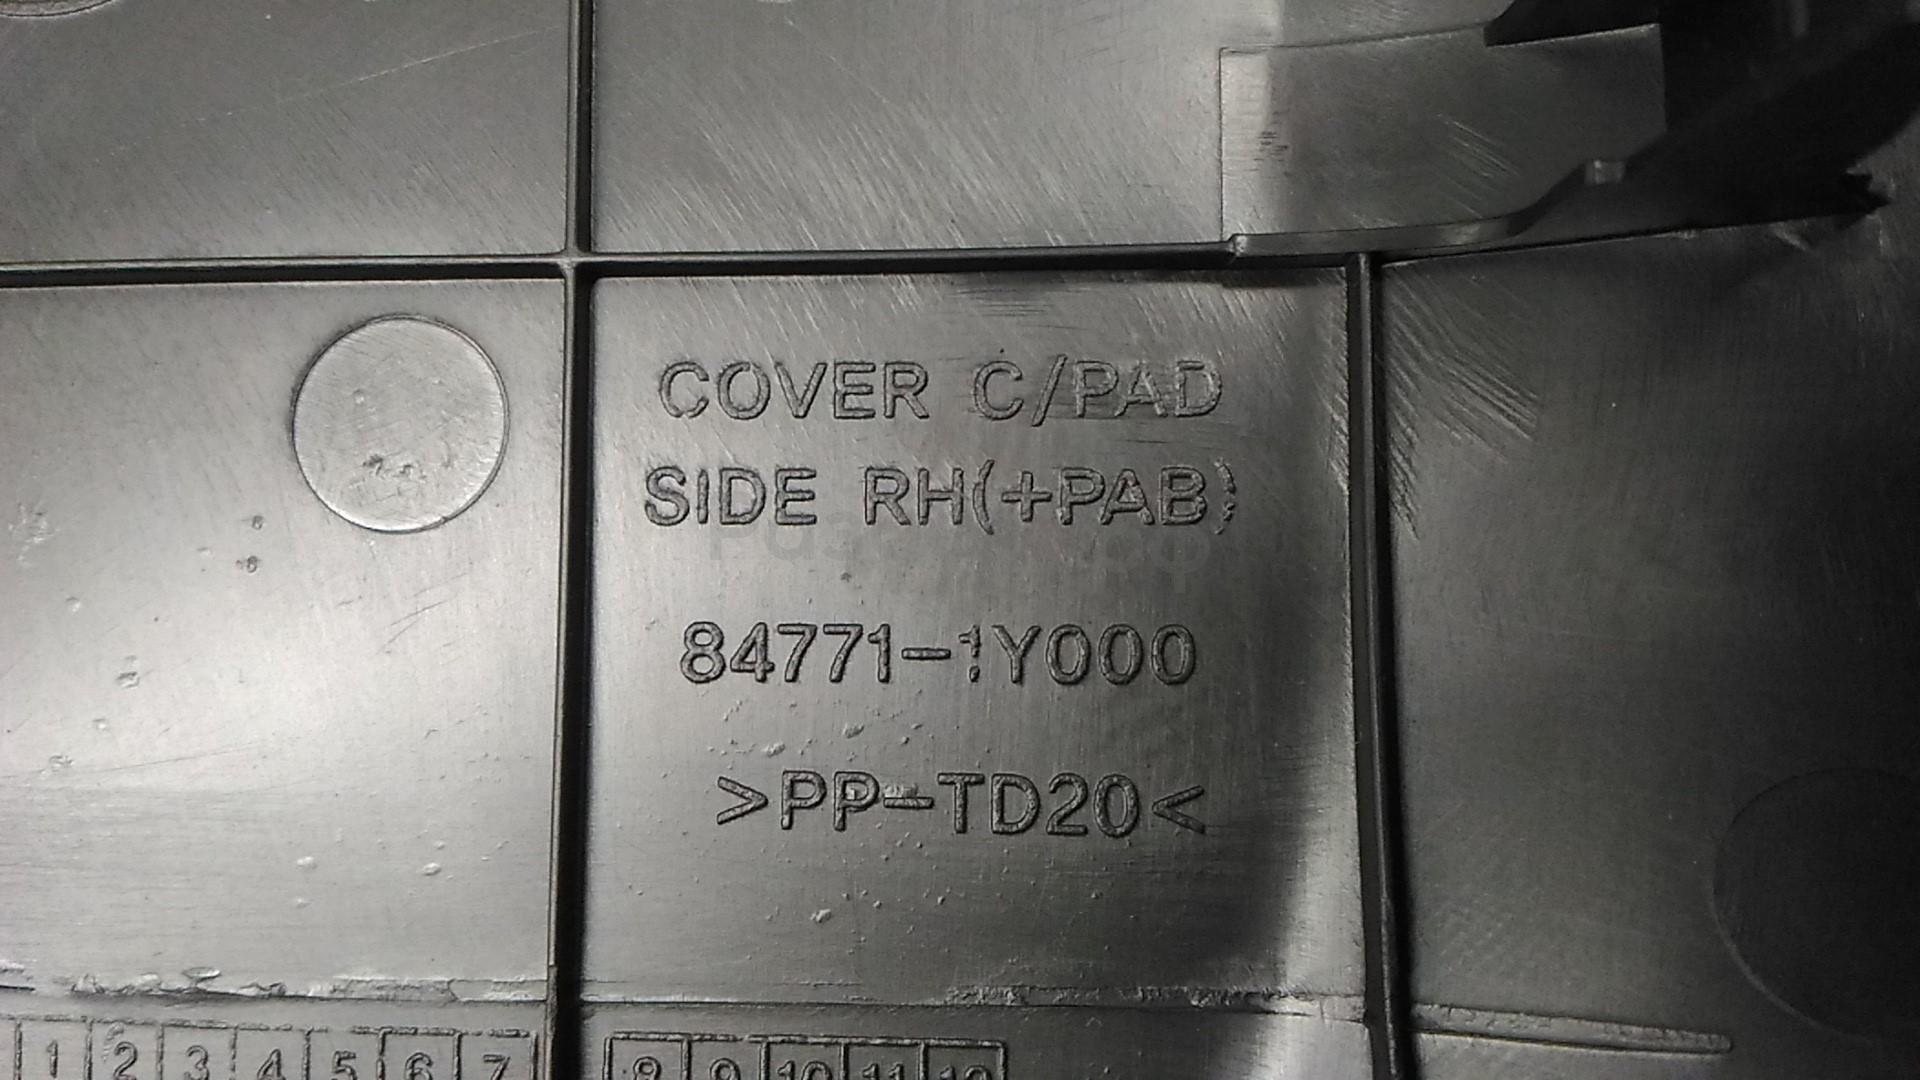 COVER C/PAD
SIDE RH(+PAB)
84771-1Y000
>PP-TD20<
1 2 3 4 5 6 7 8 9 10 11 12